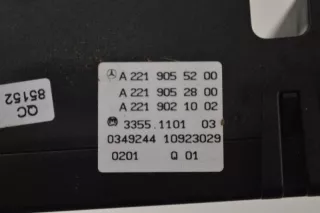 A 221 905 52 00
A 221 905 28 00
A 221 902 10 02
3355.1101 03
0349244 10923029
0201 Q 01
QC
85152